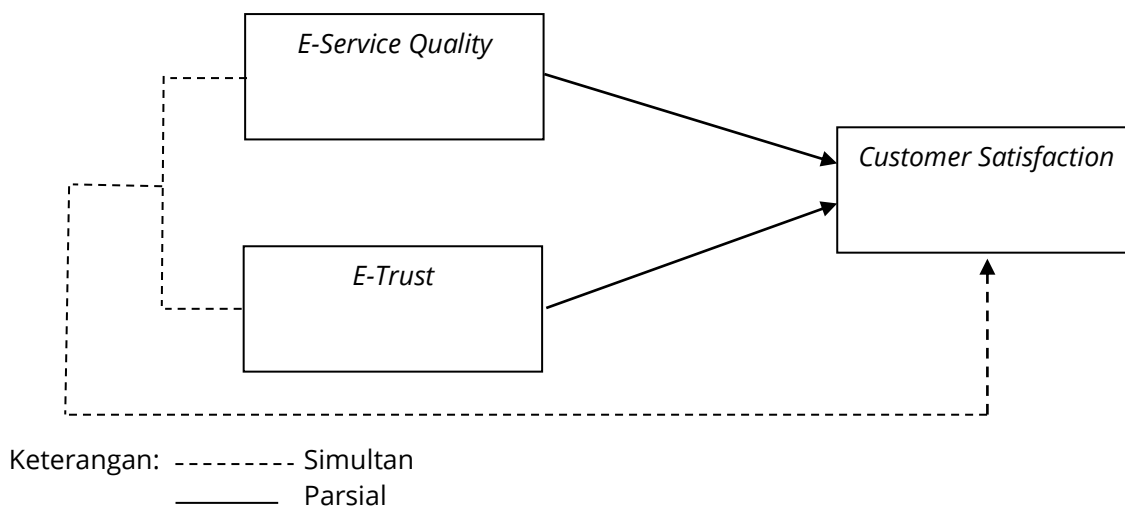 E-Service Quality
Customer Satisfaction
E-Trust
Keterangan: Simultan
Parsial